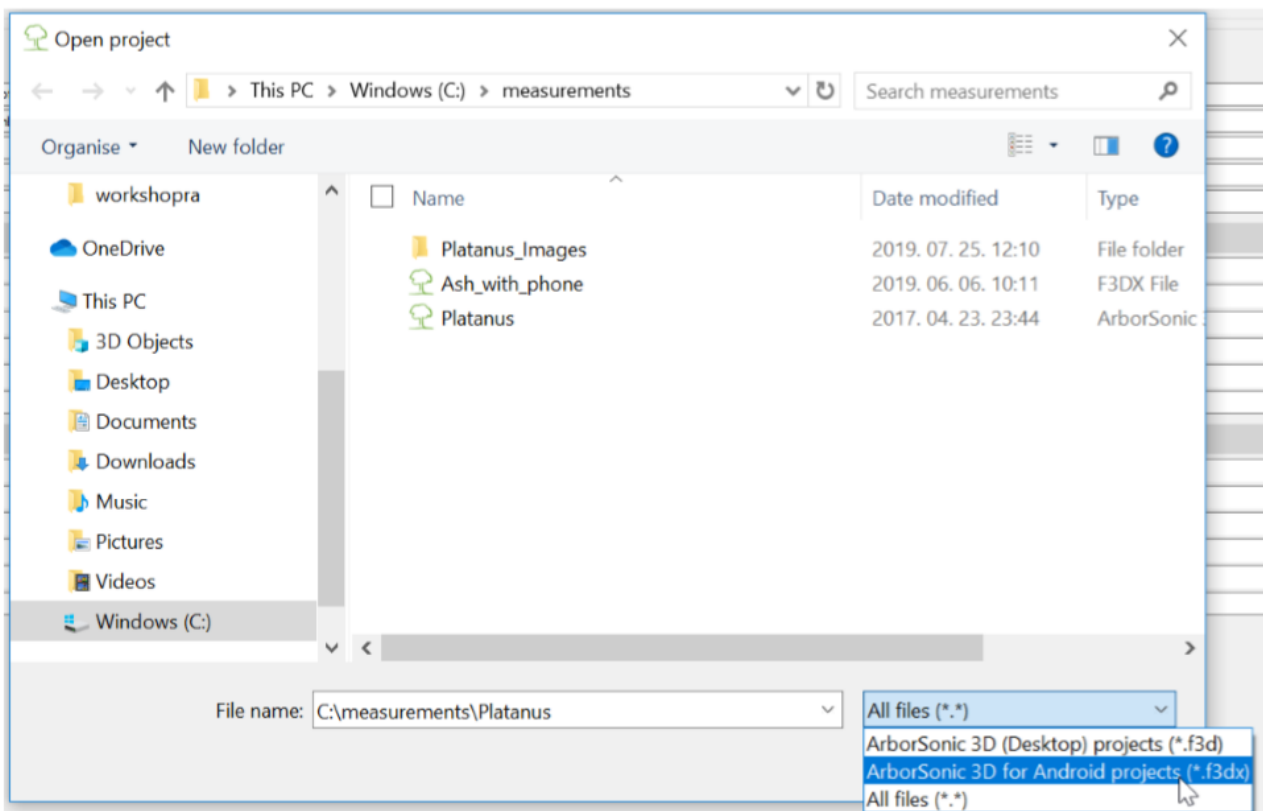 Open project
This PC > Windows (C:) > measurements
Search measurements
Organise
New folder
workshopra
OneDrive
This PC
3D Objects
Desktop
Documents
Downloads
Music
Pictures
Videos
Windows (C:)
Name Date modified Type
Platanus_Images 2019. 07. 25. 12:10 File folder
Ash_with_phone 2019. 06. 06. 10:11 F3DX File
Platanus 2017. 04. 23. 23:44 ArborSonic
File name: C:\measurements\Platanus
All files (*.*)
ArborSonic 3D (Desktop) projects (*.f3d)
ArborSonic 3D for Android projects (*.f3dx)
All files (*.*)